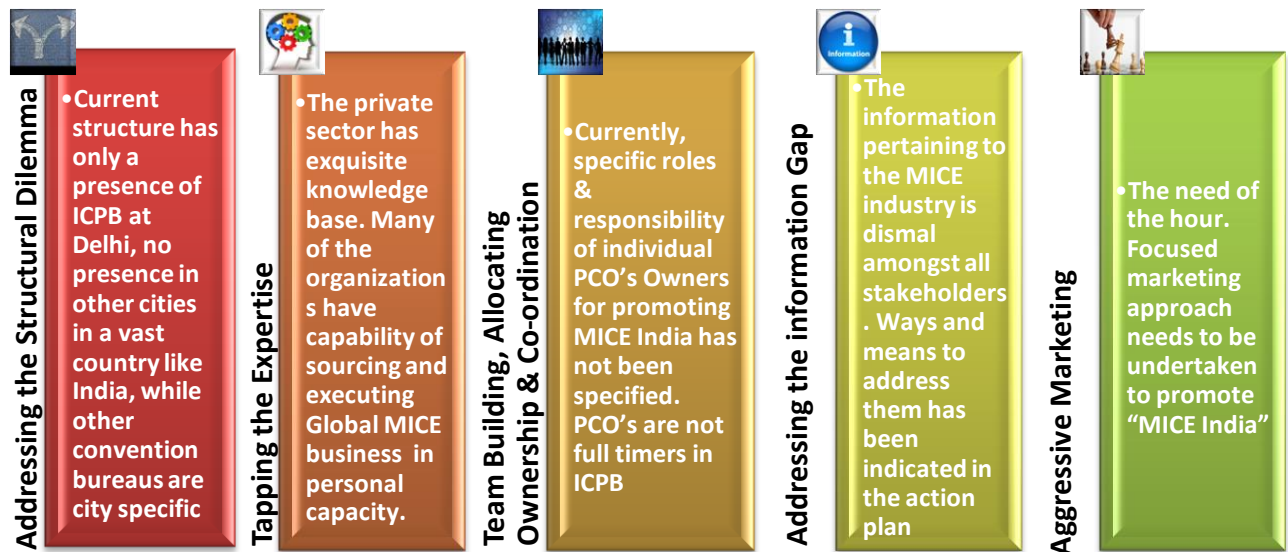 Addressing the Structural Dilemma
•Current
structure has
only a
presence of
ICPB at
Delhi, no
presence in
other cities
in a vast
country like
India, while
other
convention
bureaus are
city specific
Tapping the Expertise
•The private
sector has
exquisite
knowledge
base. Many
of the
organization
s have
capability of
sourcing and
executing
Global MICE
business in
personal
capacity.
Team Building, Allocating
Ownership & Co-ordination
•Currently,
specific roles
&
responsibility
of individual
PCO's Owners
for promoting
MICE India has
not been
specified.
PCO's are not
full timers in
ICPB
i
Information
Addressing the information Gap
•The
information
pertaining to
the MICE
industry is
dismal
amongst all
stakeholders
. Ways and
means to
address
them has
been
indicated in
the action
plan
Aggressive Marketing
•The need of
the hour.
Focused
marketing
approach
needs to be
undertaken
to promote
“MICE India”